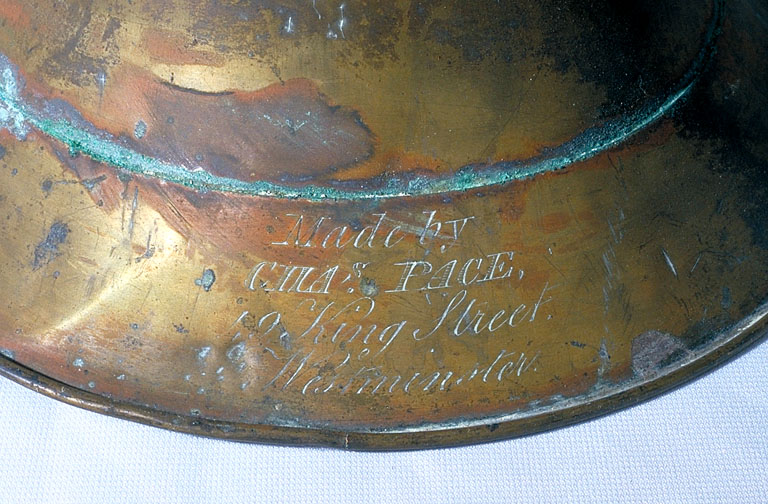 Made by
CHAS. PACE,
King Street.
Westminster.